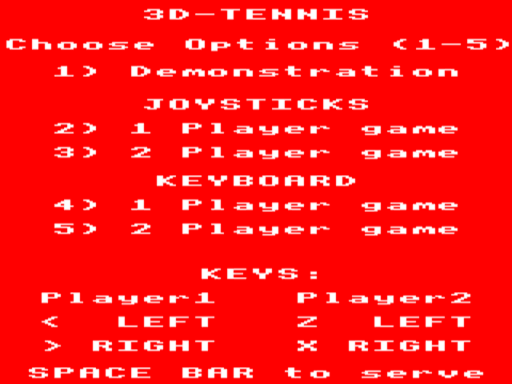 3D-TENNIS
Choose Options (1-5)
1) Demonstration
JOYSTICKS
2) 1 Player game
3) 2 Player game
KEYBOARD
4) 1 Player game
5) 2 Player game
KEYS:
Player1 Player2
< LEFT Z LEFT
> RIGHT X RIGHT
SPACE BAR to serve